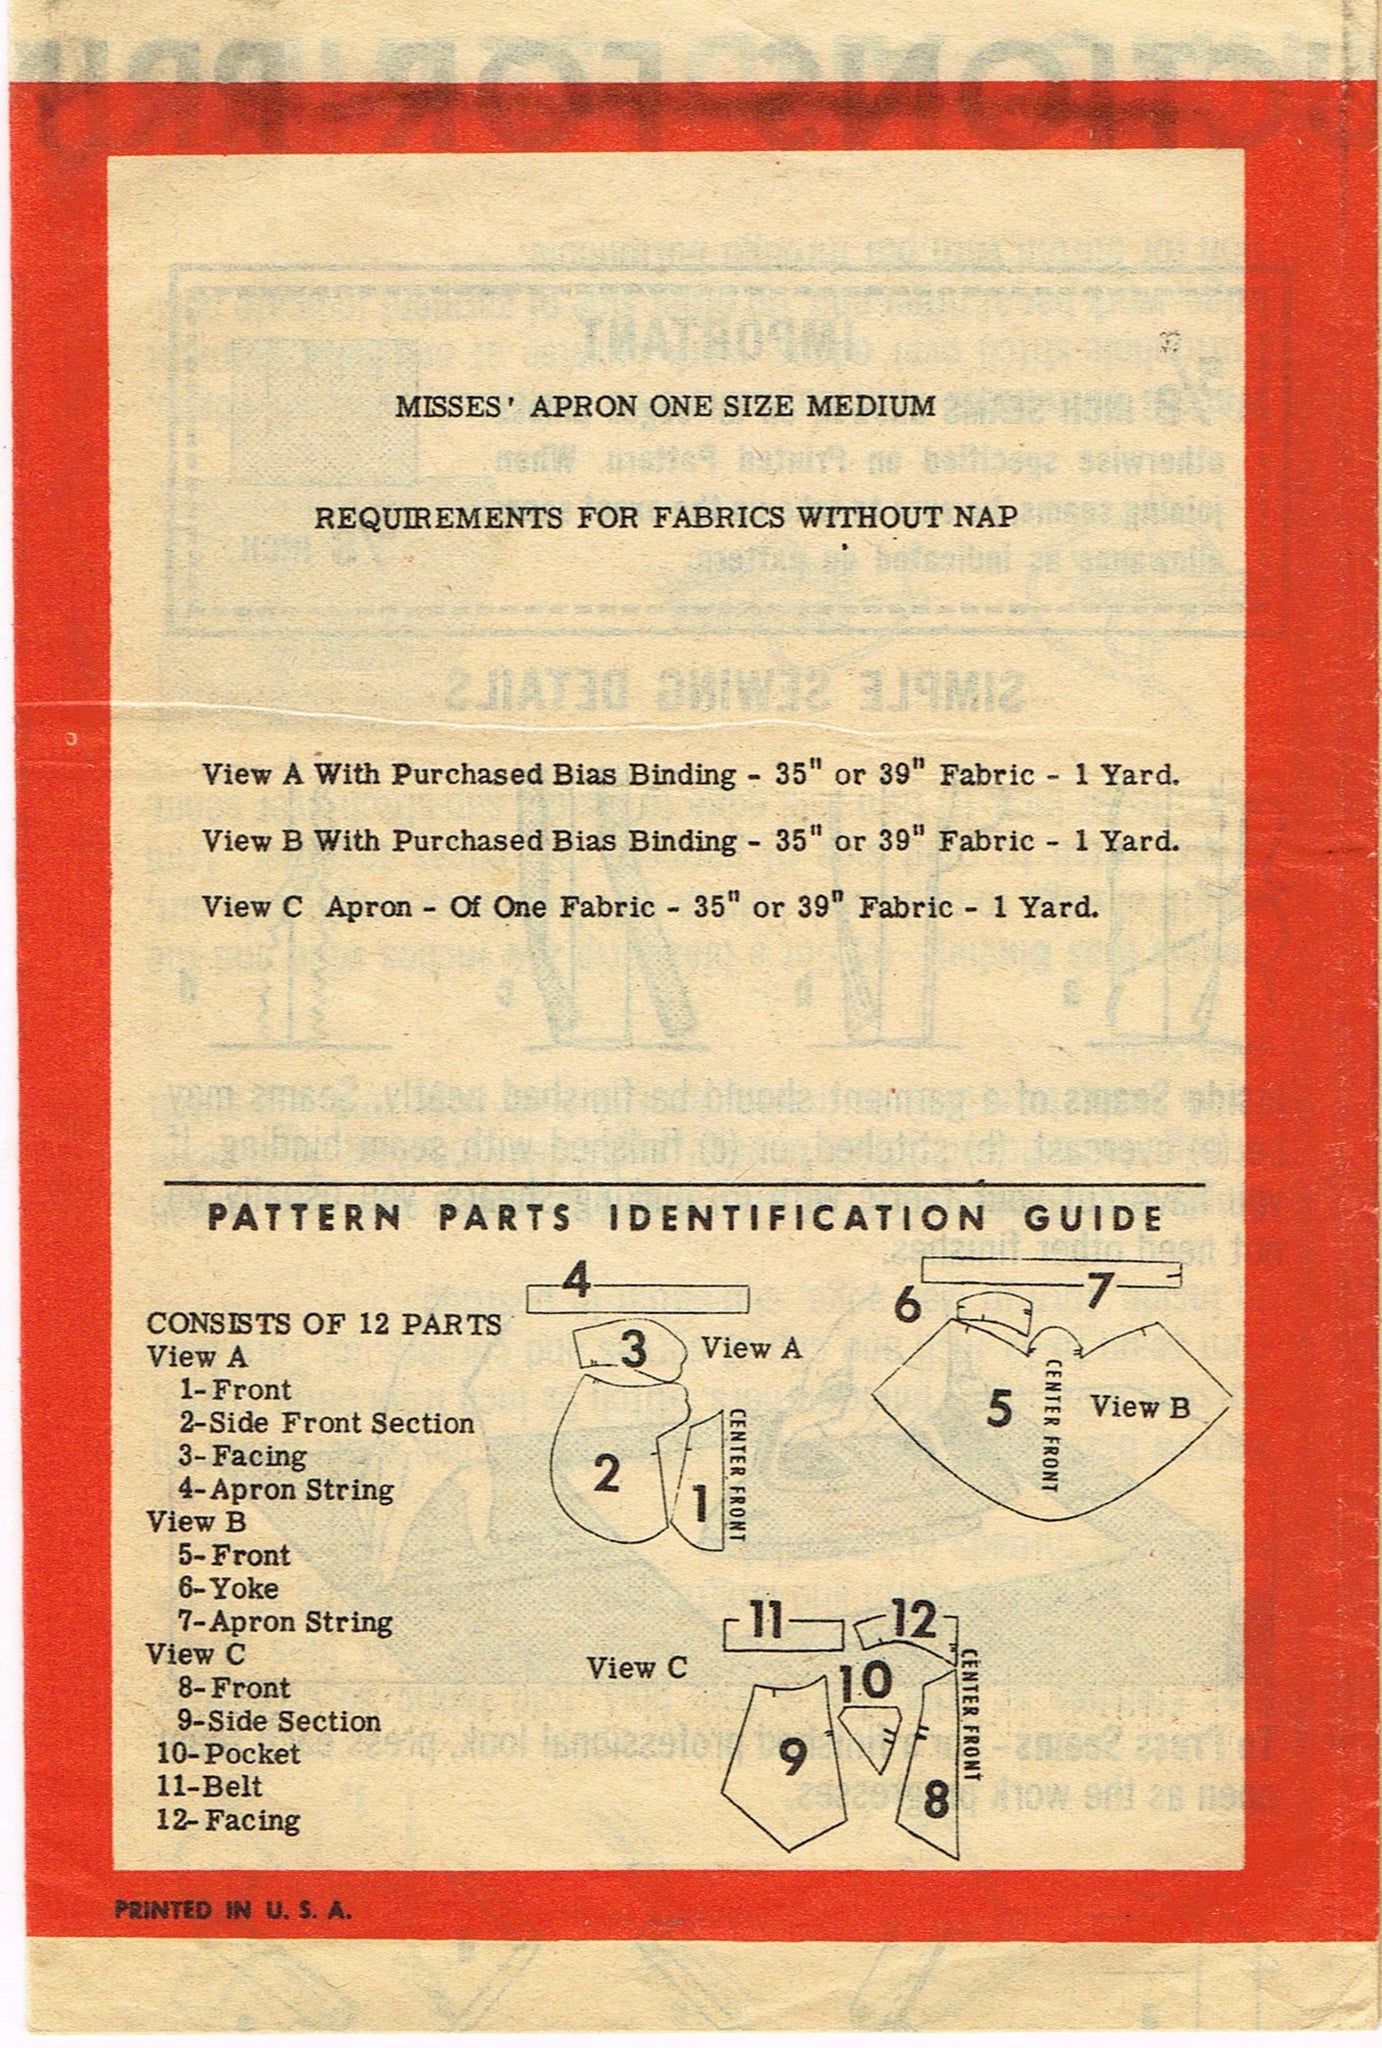 MISSES' APRON ONE SIZE MEDIUM
REQUIREMENTS FOR FABRICS WITHOUT NAP
View A With Purchased Bias Binding - 35" or 39" Fabric - 1 Yard.
View B With Purchased Bias Binding - 35" or 39" Fabric - 1 Yard.
View C Apron - Of One Fabric - 35" or 39" Fabric - 1 Yard.
PATTERN PARTS IDENTIFICATION GUIDE
CONSISTS OF 12 PARTS
View A
1-Front
2-Side Front Section
3-Facing
4-Apron String
View B
5-Front
6-Yoke
7-Apron String
View C
8-Front
9-Side Section
10-Pocket
11-Belt
12-Facing
4
3
View A
2
1
CENTER FRONT
7
6
5
CENTER FRONT
View B
11
12
View C
10
9
8
CENTER FRONT
PRINTED IN U. S. A.